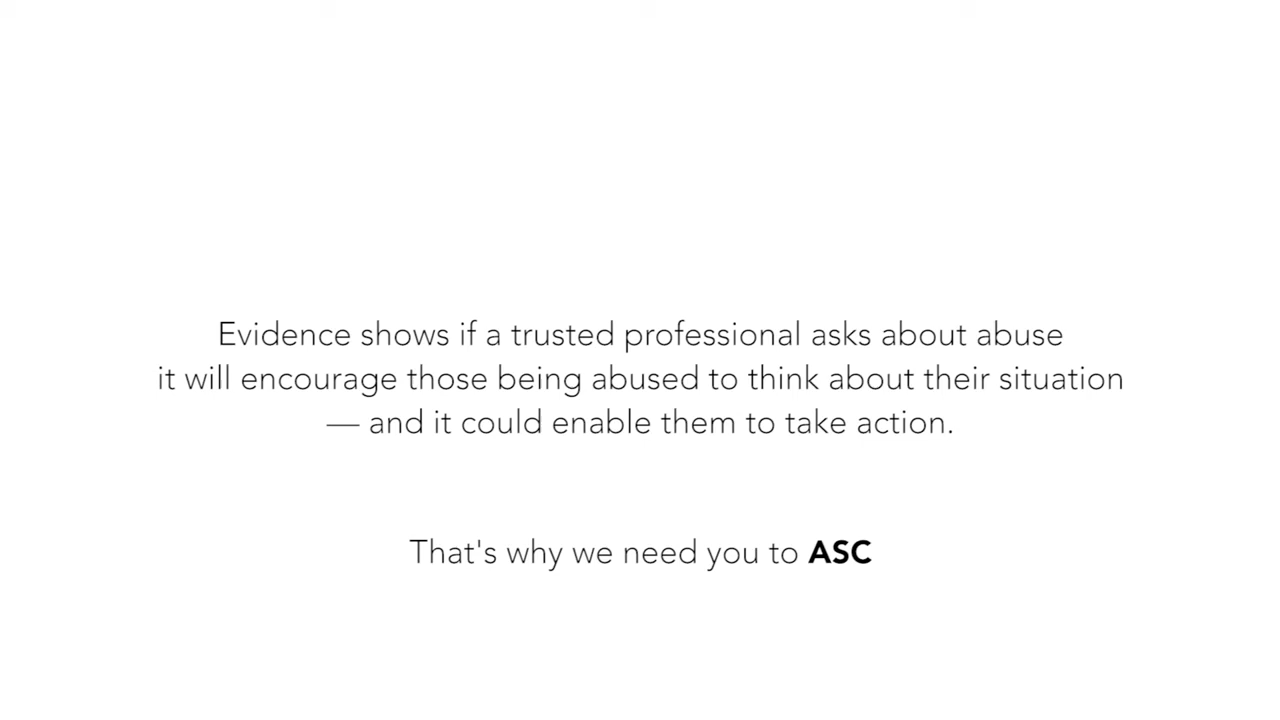 Evidence shows if a trusted professional asks about abuse
it will encourage those being abused to think about their situation
— and it could enable them to take action.
That's why we need you to ASC